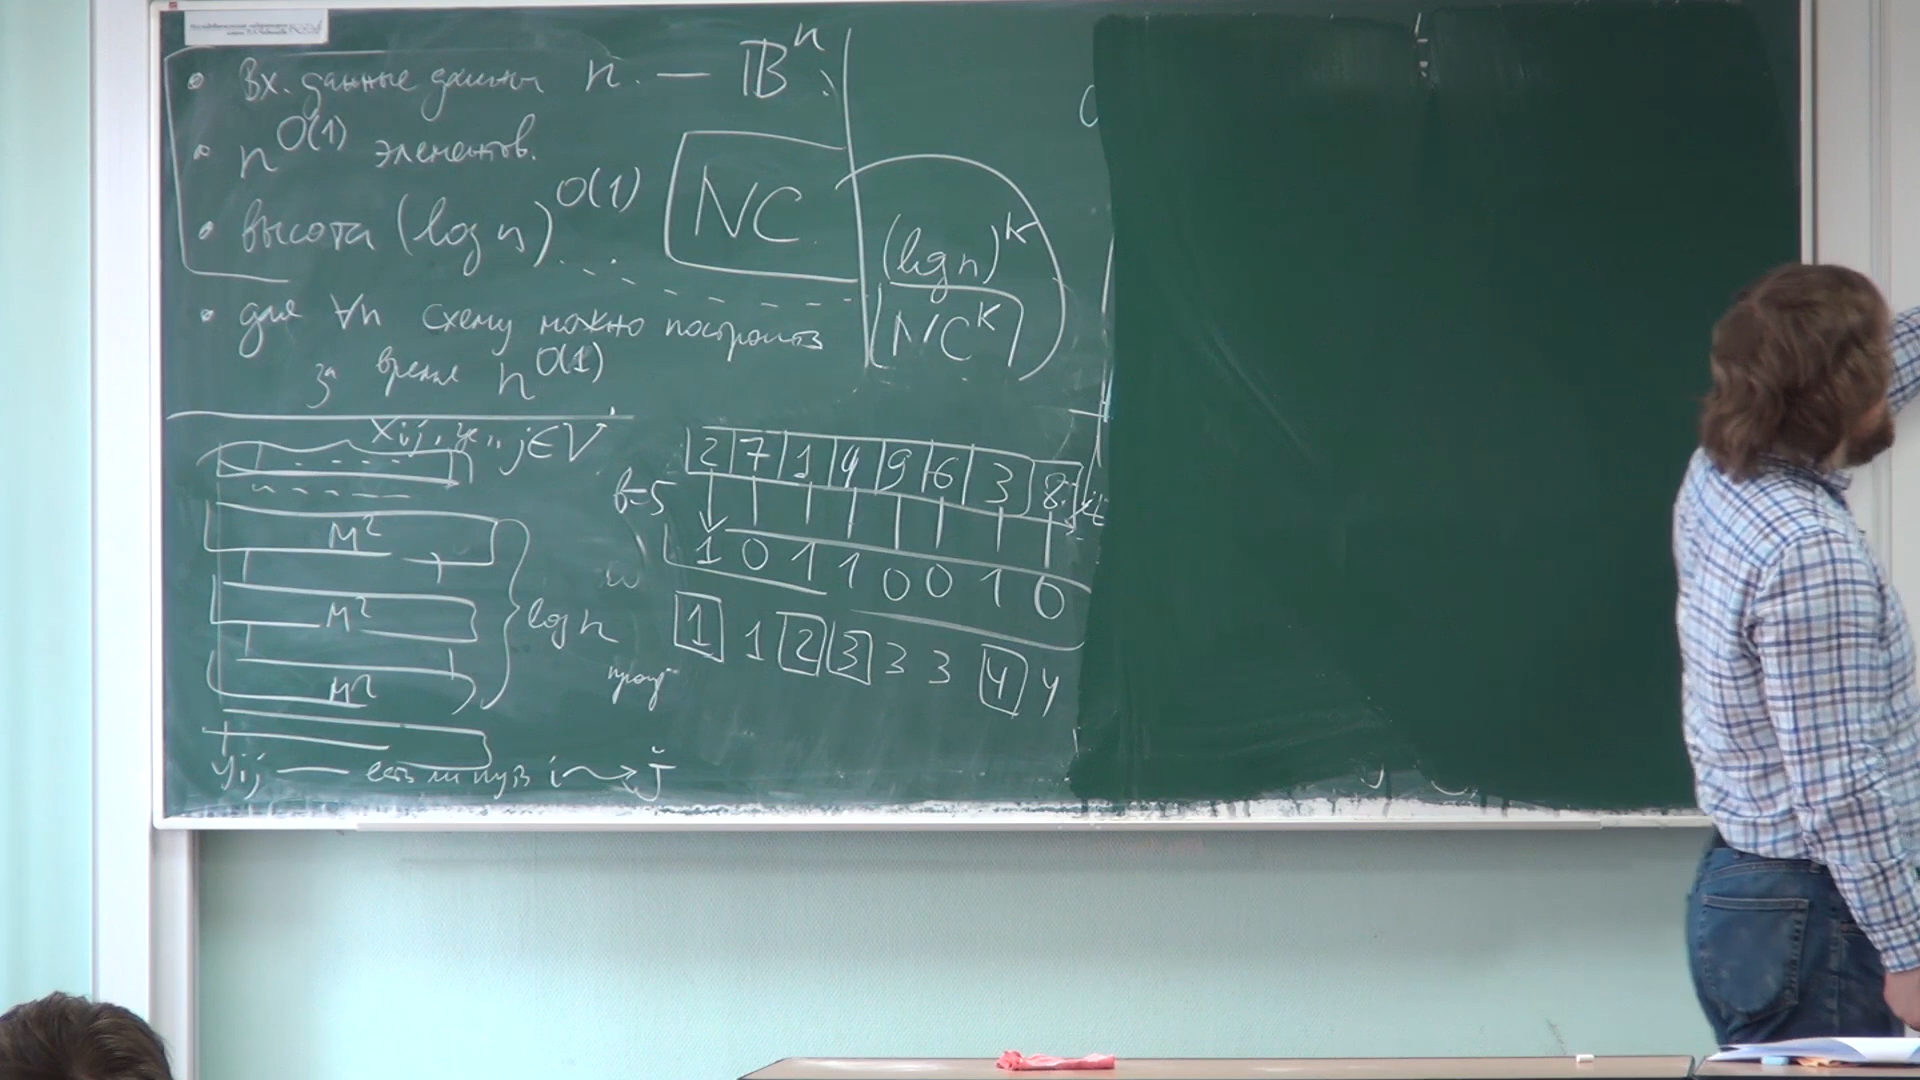 • Вх. данные длины n. — 𝔹ⁿ
• n^O(1) элементов.
• высота (log n)^O(1)
NC
(log n)^K
NC^K
• для ∀n схему можно построить
за время n^O(1)
j∈V
M²
M²
M²
log n
y_ij — есть ли путь i ⇝ j
2 7 1 4 9 6 3 8
b=5
1 0 1 1 0 0 1 0
1 1 2 3 3 3 4 4